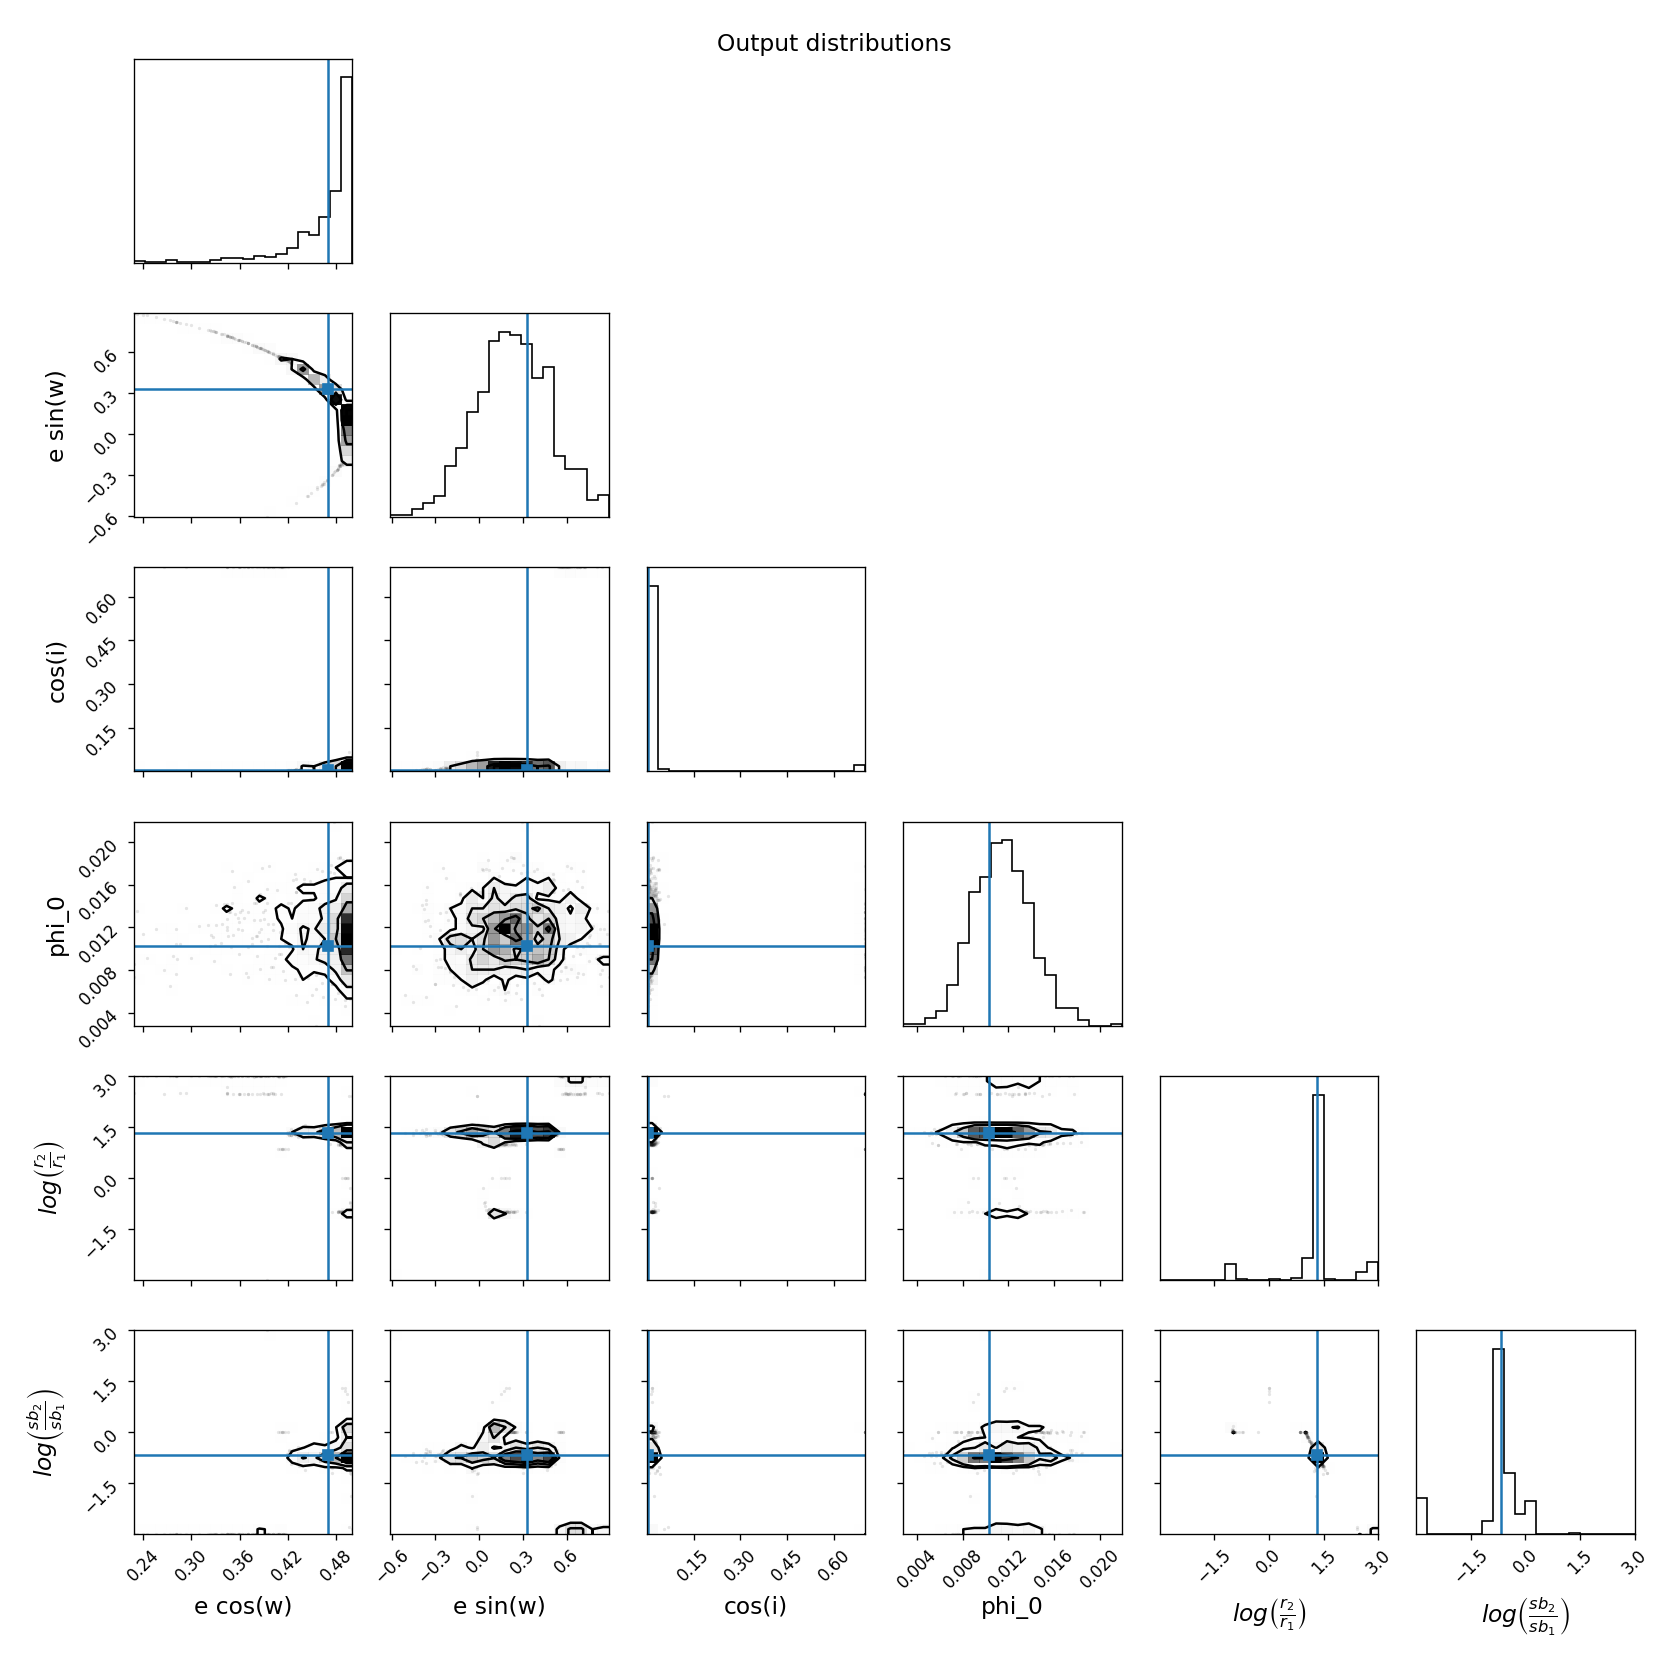 Output distributions
e sin(w)
0.6
0.3
0.0
−0.3
−0.6
cos(i)
0.60
0.45
0.30
0.15
phi_0
0.020
0.016
0.012
0.008
0.004
log(r2/r1)
3.0
1.5
0.0
−1.5
log(sb2/sb1)
3.0
1.5
0.0
−1.5
0.24 0.30 0.36 0.42 0.48
−0.6 −0.3 0.0 0.3 0.6
0.15 0.30 0.45 0.60
0.004 0.008 0.012 0.016 0.020
−1.5 0.0 1.5 3.0
−1.5 0.0 1.5 3.0
e cos(w)
e sin(w)
cos(i)
phi_0
log(r2/r1)
log(sb2/sb1)